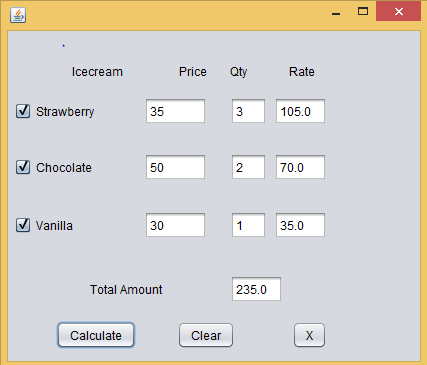 Icecream Price Qty Rate
Strawberry 35 3 105.0
Chocolate 50 2 70.0
Vanilla 30 1 35.0
Total Amount 235.0
Calculate Clear X